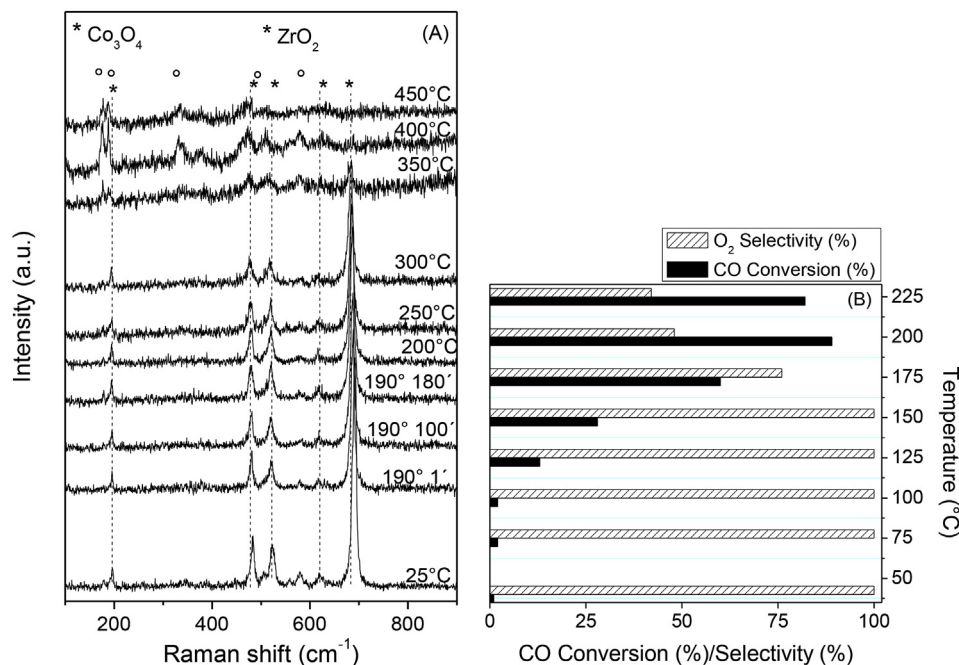 * Co₃O₄ * ZrO₂ (A)
450°C
400°C
350°C
300°C
250°C
200°C
190° 180´
190° 100´
190° 1´
25°C
Intensity (a.u.)
200 400 600 800
Raman shift (cm⁻¹)
O₂ Selectivity (%)
CO Conversion (%)
(B)
225
200
175
150
125
100
75
50
Temperature (°C)
0 25 50 75 100
CO Conversion (%)/Selectivity (%)